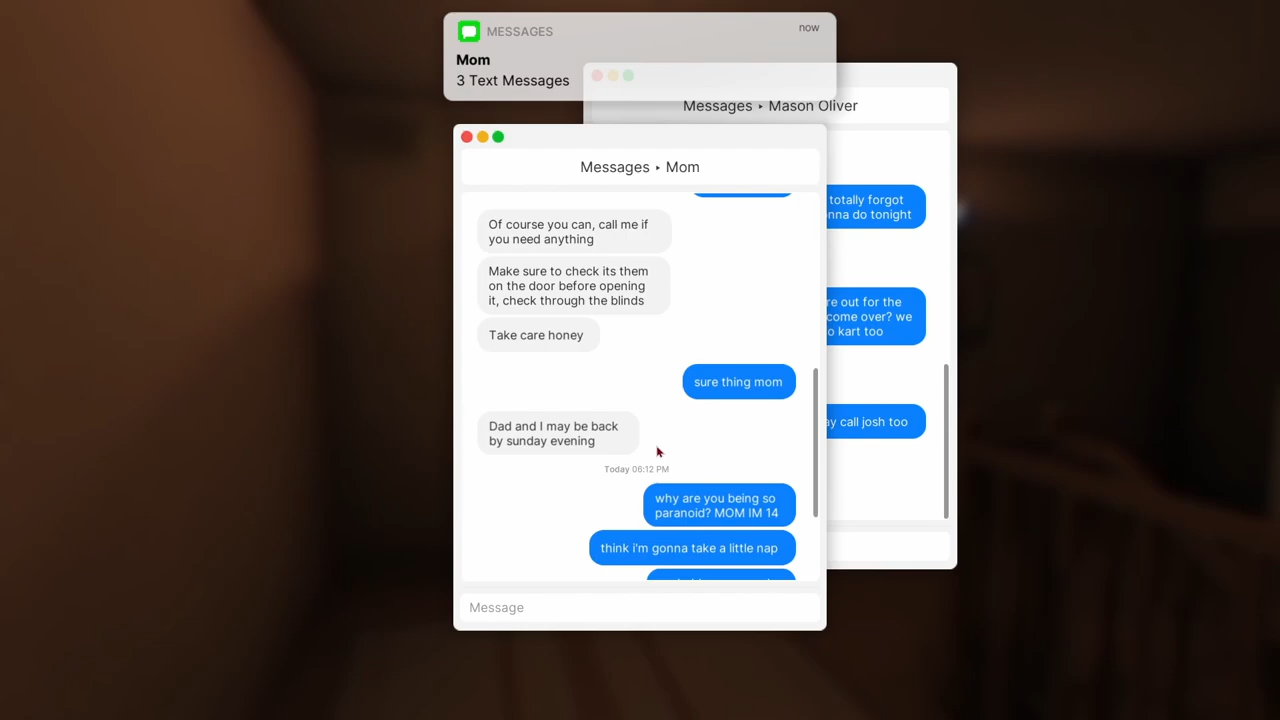 MESSAGES
now
Mom
3 Text Messages
Messages ▸ Mason Oliver
Messages ▸ Mom
Of course you can, call me if
you need anything
Make sure to check its them
on the door before opening
it, check through the blinds
Take care honey
sure thing mom
Dad and I may be back
by sunday evening
Today 06:12 PM
why are you being so
paranoid? MOM IM 14
think i'm gonna take a little nap
Message
totally forgot
nna do tonight
re out for the
come over? we
kart too
call josh too